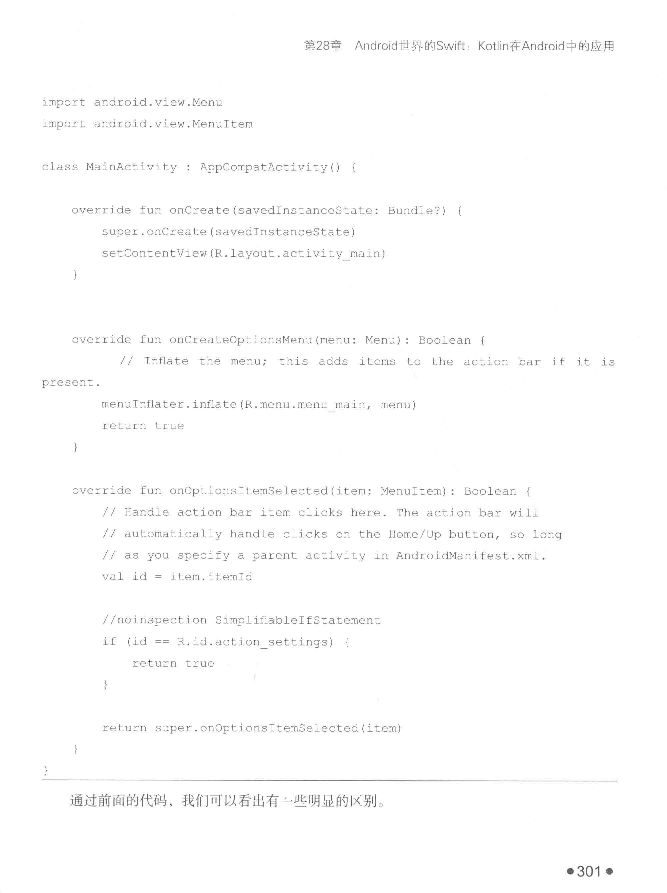 第28章 Android世界的Swift：Kotlin在Android中的应用
import android.view.Menu
import android.view.MenuItem
class MainActivity : AppCompatActivity() {
override fun onCreate(savedInstanceState: Bundle?) {
super.onCreate(savedInstanceState)
setContentView(R.layout.activity_main)
}
override fun onCreateOptionsMenu(menu: Menu): Boolean {
// Inflate the menu; this adds items to the action bar if it is
present.
menuInflater.inflate(R.menu.menu_main, menu)
return true
}
override fun onOptionsItemSelected(item: MenuItem): Boolean {
// Handle action bar item clicks here. The action bar will
// automatically handle clicks on the Home/Up button, so long
// as you specify a parent activity in AndroidManifest.xml.
val id = item.itemId
//noinspection SimplifiableIfStatement
if (id == R.id.action_settings) {
return true
}
return super.onOptionsItemSelected(item)
}
}
通过前面的代码，我们可以看出有一些明显的区别。
●301●